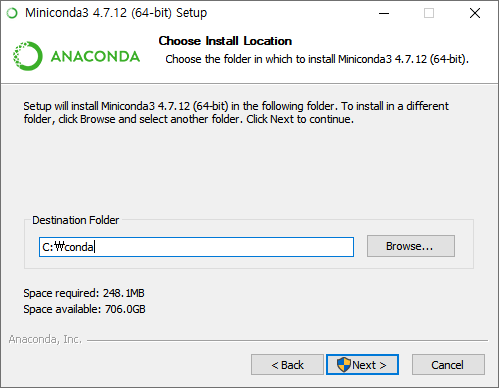 Miniconda3 4.7.12 (64-bit) Setup
ANACONDA
Choose Install Location
Choose the folder in which to install Miniconda3 4.7.12 (64-bit).
Setup will install Miniconda3 4.7.12 (64-bit) in the following folder. To install in a different
folder, click Browse and select another folder. Click Next to continue.
Destination Folder
C:₩conda
Browse...
Space required: 248.1MB
Space available: 706.0GB
Anaconda, Inc.
< Back
Next >
Cancel